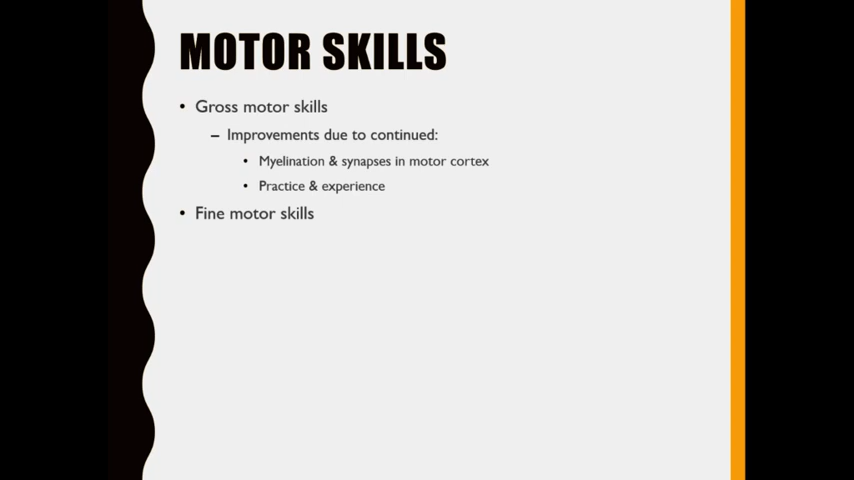 MOTOR SKILLS
• Gross motor skills
– Improvements due to continued:
• Myelination & synapses in motor cortex
• Practice & experience
• Fine motor skills